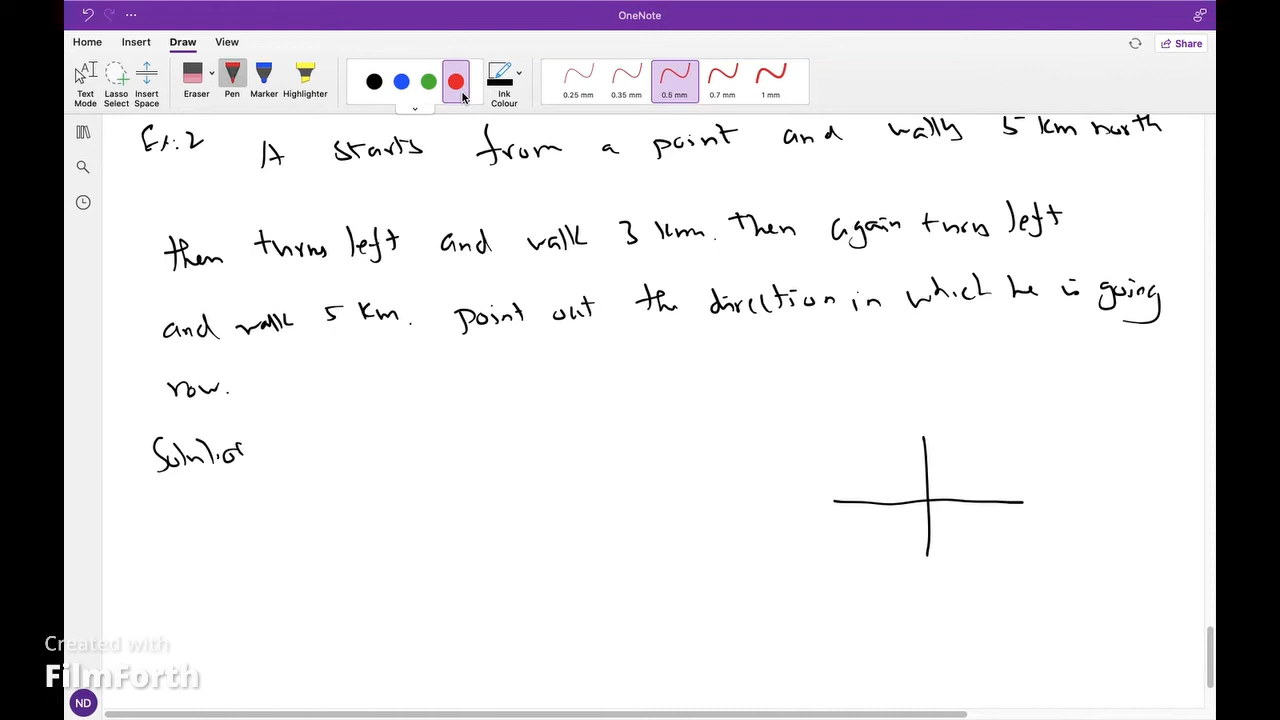 OneNote
Home Insert Draw View
Share
Text Mode
Lasso Select
Insert Space
Eraser
Pen
Marker
Highlighter
Ink Colour
0.25 mm
0.35 mm
0.5 mm
0.7 mm
1 mm
Ex:2 A starts from a point and walks 5 km north
then turns left and walk 3 km. Then again turns left
and walk 5 km. point out the direction in which he is going
now.
Solution
Created with
FilmForth
ND